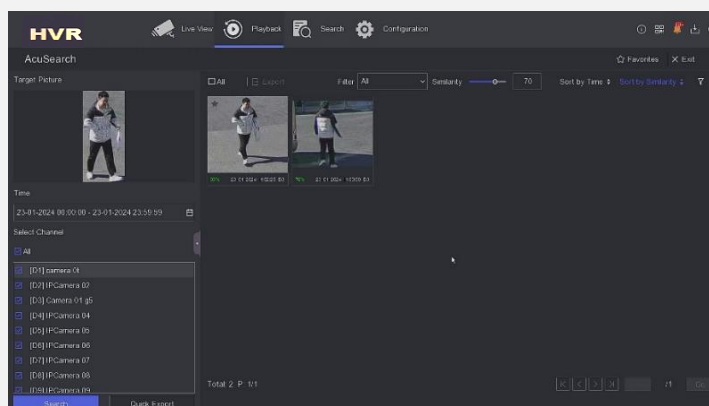 HVR
Live View
Playback
Search
Configuration
AcuSearch
Favorites
Exit
Target Picture
All
Export
Filter
All
Similarity
70
Sort by Time
Sort by Similarity
Time
23-01-2024 00:00:00 - 23-01-2024 23:59:59
Select Channel
All
[D1] camera 01
[D2] IPCamera 02
[D3] Camera 01 g5
[D4] IPCamera 04
[D5] IPCamera 05
[D6] IPCamera 06
[D7] IPCamera 07
[D8] IPCamera 08
[D9] IPCamera 09
Total 2 P 1/1
/1
Go
Search
Quick Export